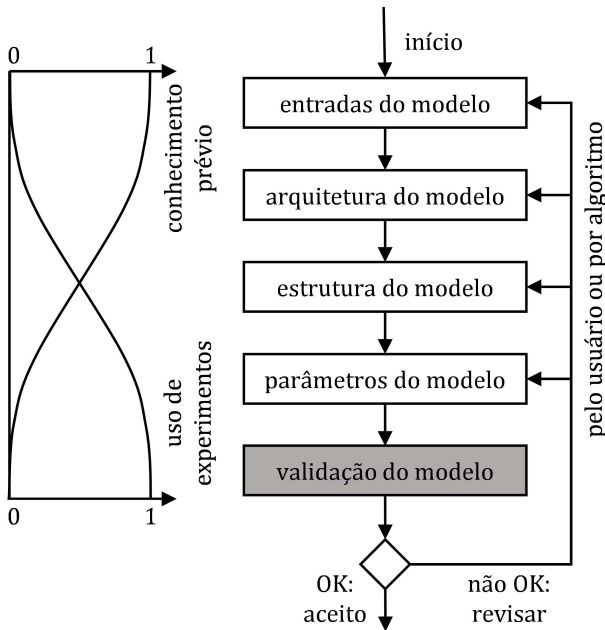 0
1
conhecimento
prévio
uso de
experimentos
0
1
início
entradas do modelo
arquitetura do modelo
estrutura do modelo
parâmetros do modelo
validação do modelo
OK:
aceito
não OK:
revisar
pelo usuário ou por algoritmo